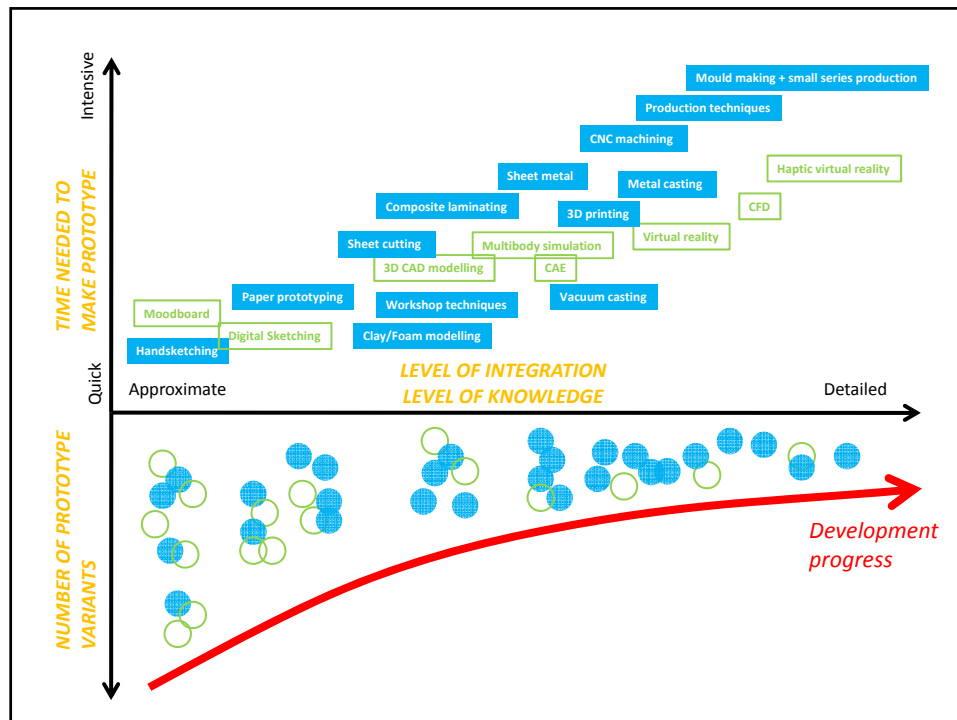 Intensive
Mould making + small series production
Production techniques
CNC machining
Haptic virtual reality
Sheet metal
Metal casting
Composite laminating
3D printing
CFD
TIME NEEDED TO
MAKE PROTOTYPE
Sheet cutting
Multibody simulation
Virtual reality
3D CAD modelling
CAE
Paper prototyping
Workshop techniques
Vacuum casting
Moodboard
Digital Sketching
Clay/Foam modelling
Handsketching
Quick
Approximate
LEVEL OF INTEGRATION
LEVEL OF KNOWLEDGE
Detailed
NUMBER OF PROTOTYPE
VARIANTS
Development
progress